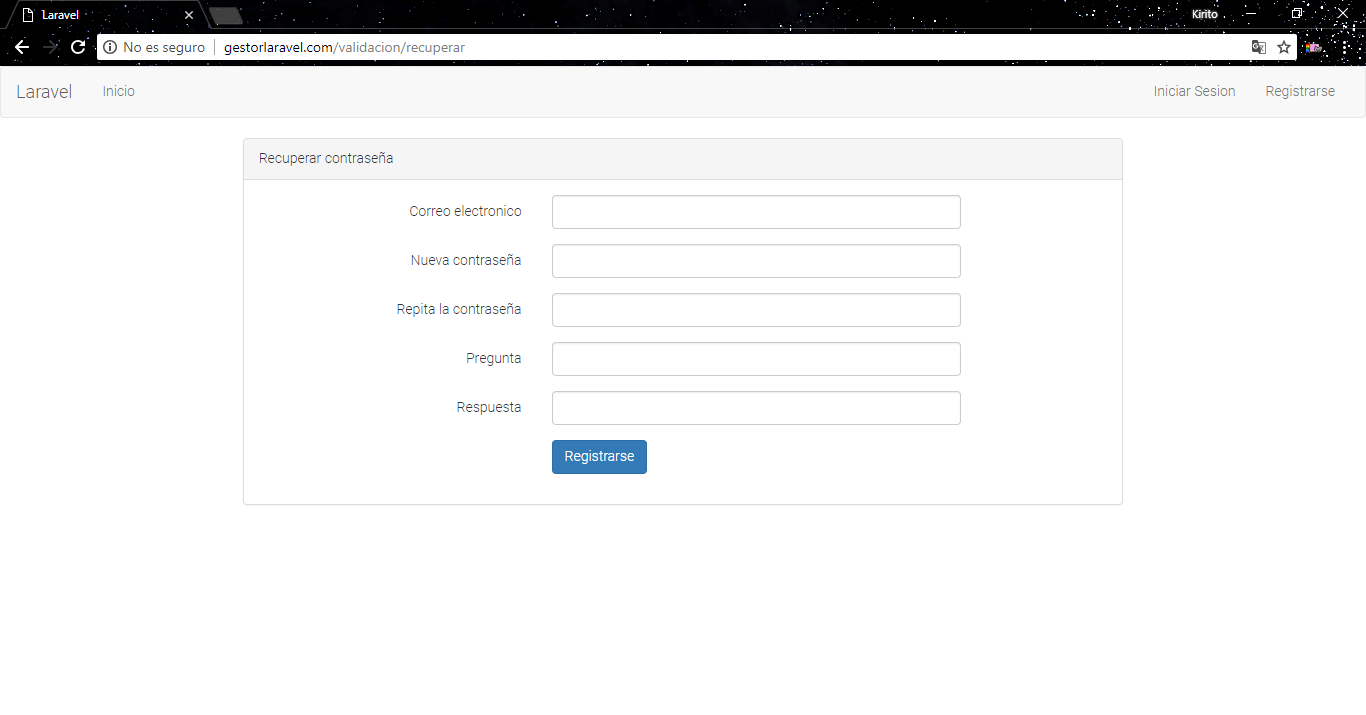 Laravel
Kirito
No es seguro gestorlaravel.com/validacion/recuperar
Laravel Inicio Iniciar Sesion Registrarse
Recuperar contraseña
Correo electronico
Nueva contraseña
Repita la contraseña
Pregunta
Respuesta
Registrarse